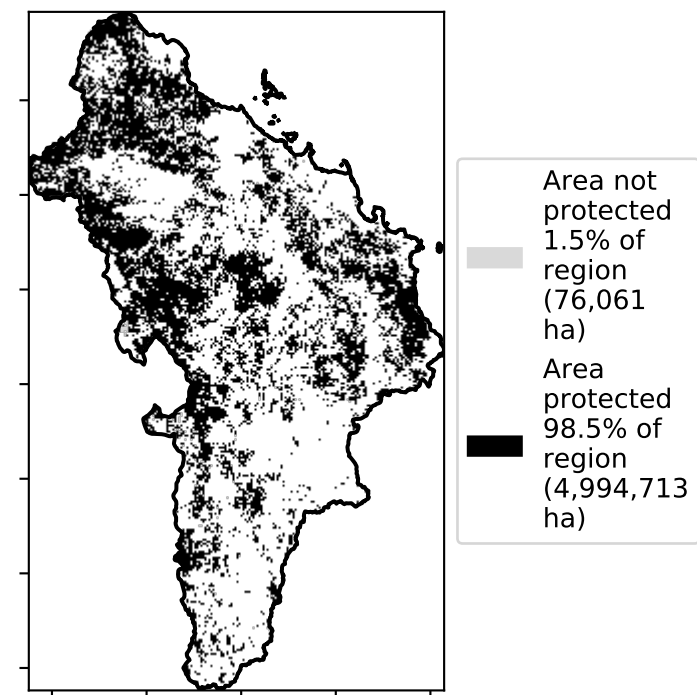 Area not
protected
1.5% of
region
(76,061
ha)
Area
protected
98.5% of
region
(4,994,713
ha)